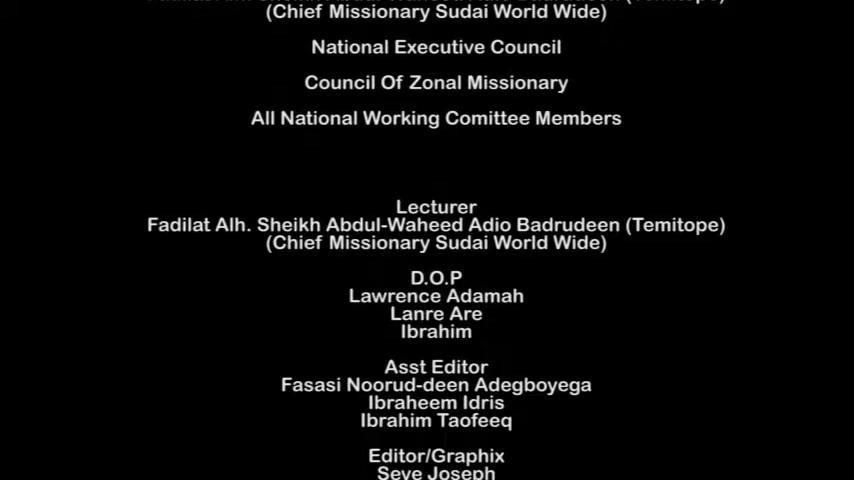 (Chief Missionary Sudai World Wide)
National Executive Council
Council Of Zonal Missionary
All National Working Comittee Members
Lecturer
Fadilat Alh. Sheikh Abdul-Waheed Adio Badrudeen (Temitope)
(Chief Missionary Sudai World Wide)
D.O.P
Lawrence Adamah
Lanre Are
Ibrahim
Asst Editor
Fasasi Noorud-deen Adegboyega
Ibraheem Idris
Ibrahim Taofeeq
Editor/Graphix
Seye Joseph